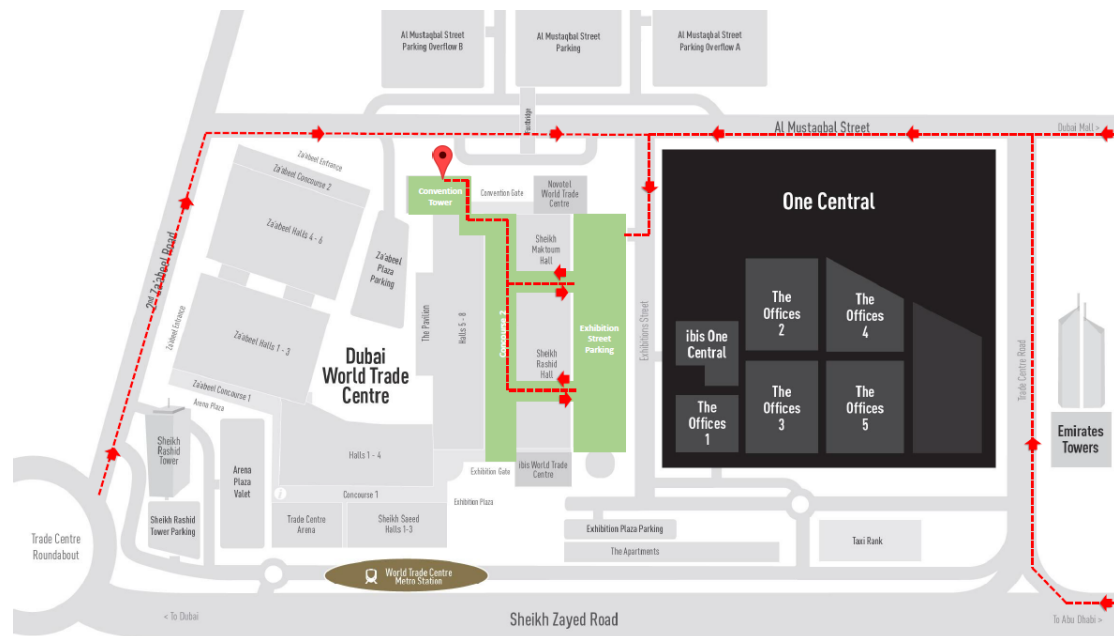 Al Mustaqbal Street
Parking Overflow B
Al Mustaqbal Street
Parking
Al Mustaqbal Street
Parking Overflow A
Al Mustaqbal Street
Dubai Mall >
Za'abeel Entrance
Za'abeel Concourse 2
Convention
Tower
Convention Gate
Novotel
World Trade
Centre
One Central
2nd Za'abeel Road
Za'abeel Halls 4 - 6
Za'abeel
Plaza
Parking
Sheikh
Maktoum
Hall
Za'abeel Entrance
Za'abeel Halls 1 - 3
The Pavilion
Halls 5 - 8
Concourse 2
Exhibition
Street
Parking
Exhibitions Street
The
Offices
2
The
Offices
4
ibis One
Central
Dubai
World Trade
Centre
Sheikh
Rashid
Hall
Trade Centre Road
Za'abeel Concourse 1
Arena Plaza
The
Offices
1
The
Offices
3
The
Offices
5
Emirates
Towers
Sheikh
Rashid
Tower
Arena
Plaza
Valet
Halls 1 - 4
Exhibition Gate
ibis World Trade
Centre
Concourse 1
Exhibition Plaza
Sheikh Rashid
Tower Parking
Trade Centre
Arena
Sheikh Saeed
Halls 1-3
Exhibition Plaza Parking
The Apartments
Taxi Rank
Trade Centre
Roundabout
World Trade Centre
Metro Station
< To Dubai
Sheikh Zayed Road
To Abu Dhabi >